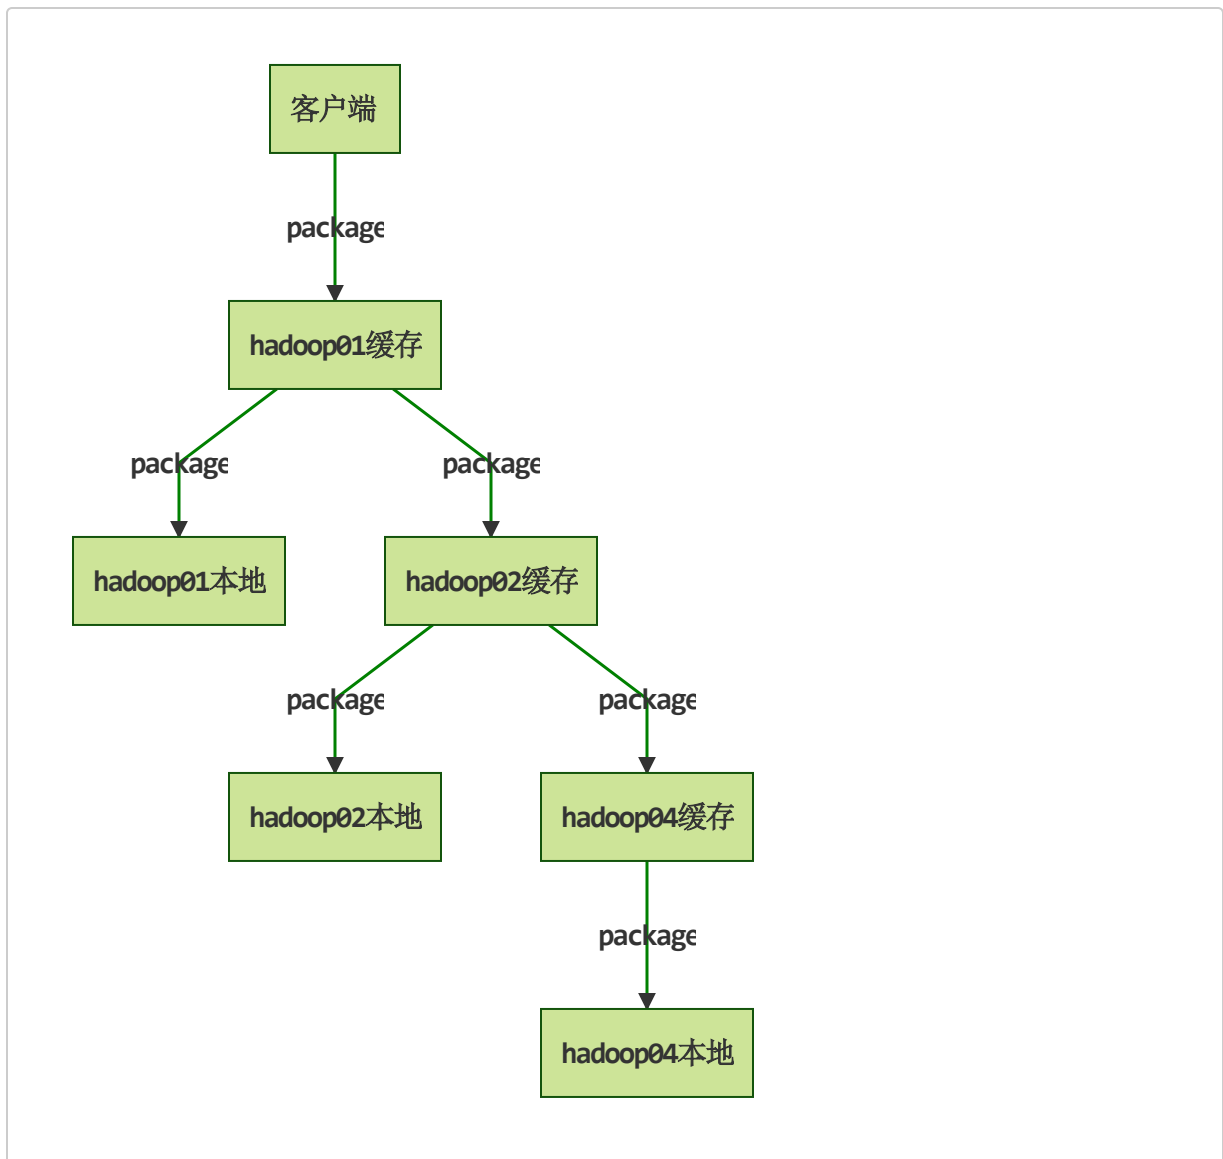 客户端
package
hadoop01缓存
package
package
hadoop01本地
hadoop02缓存
package
package
hadoop02本地
hadoop04缓存
package
hadoop04本地